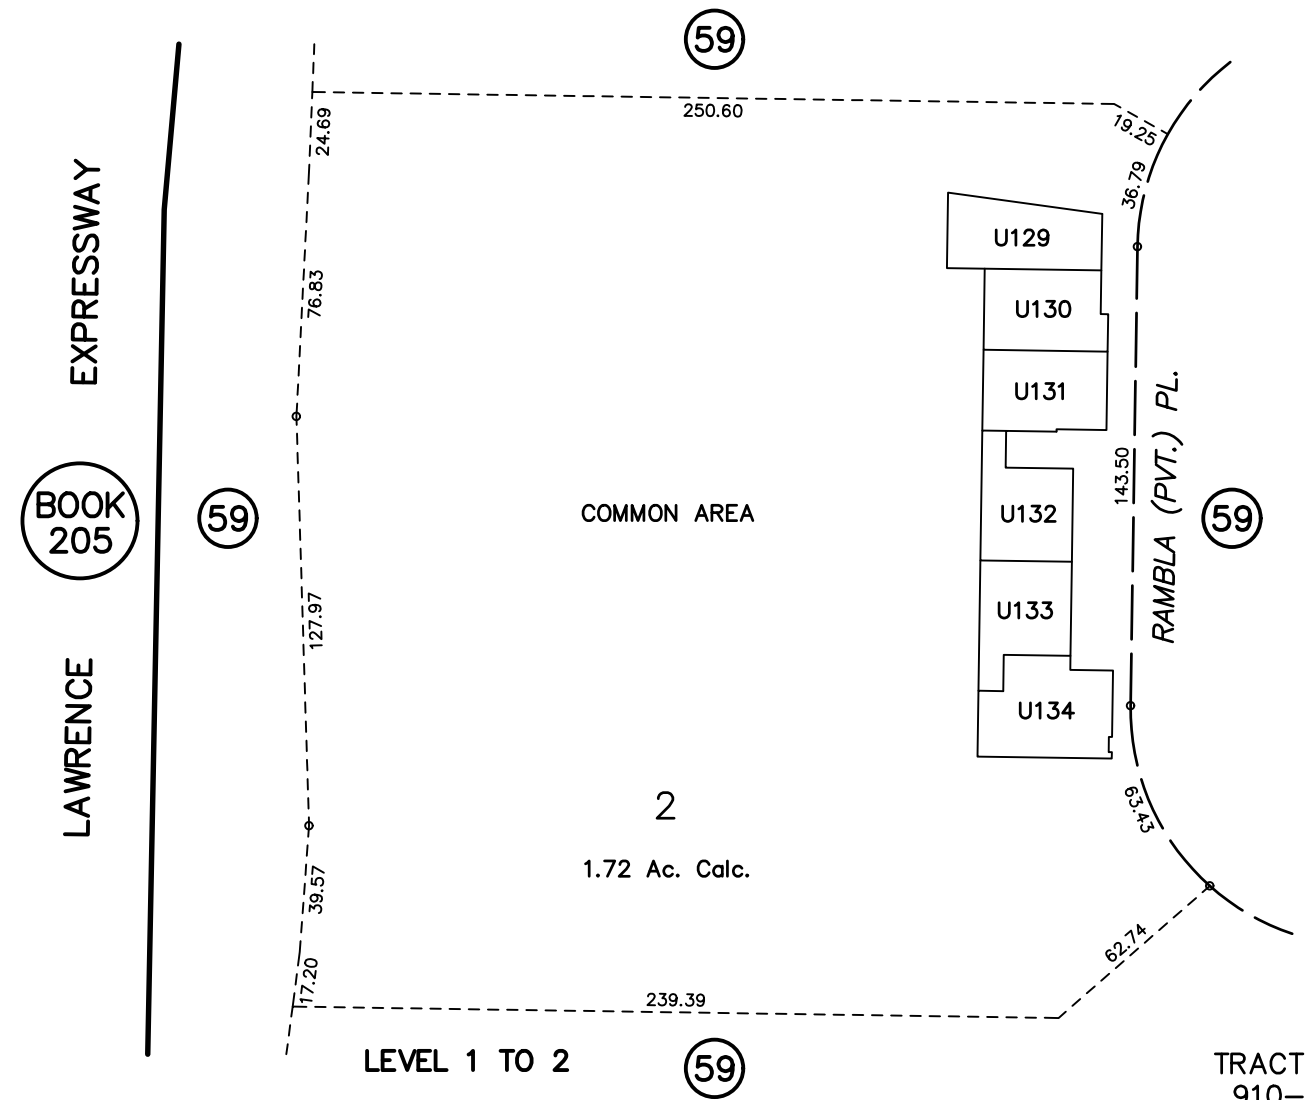 59
250.60
19.25
24.69
36.79
EXPRESSWAY
U129
76.83
U130
U131
RAMBLA (PVT.) PL.
143.50
BOOK
205
59
COMMON AREA
U132
59
127.97
U133
LAWRENCE
U134
2
63.43
1.72 Ac. Calc.
39.57
62.74
17.20
239.39
LEVEL 1 TO 2
59
TRACT
910-